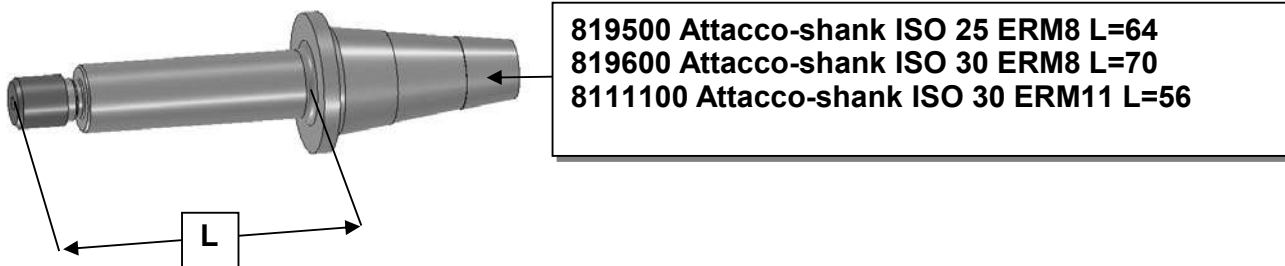 819500 Attacco-shank ISO 25 ERM8 L=64
819600 Attacco-shank ISO 30 ERM8 L=70
8111100 Attacco-shank ISO 30 ERM11 L=56
L